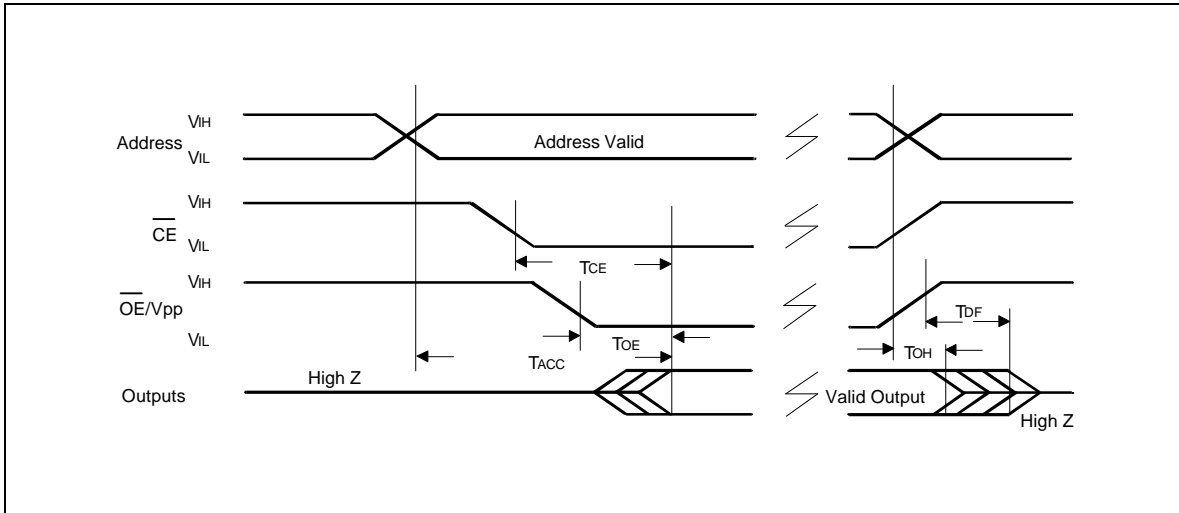 VIH
Address
Address Valid
VIL
VIH
CE
VIL
TCE
VIH
OE/Vpp
TDF
VIL
TOE
TOH
TACC
High Z
Outputs
Valid Output
High Z